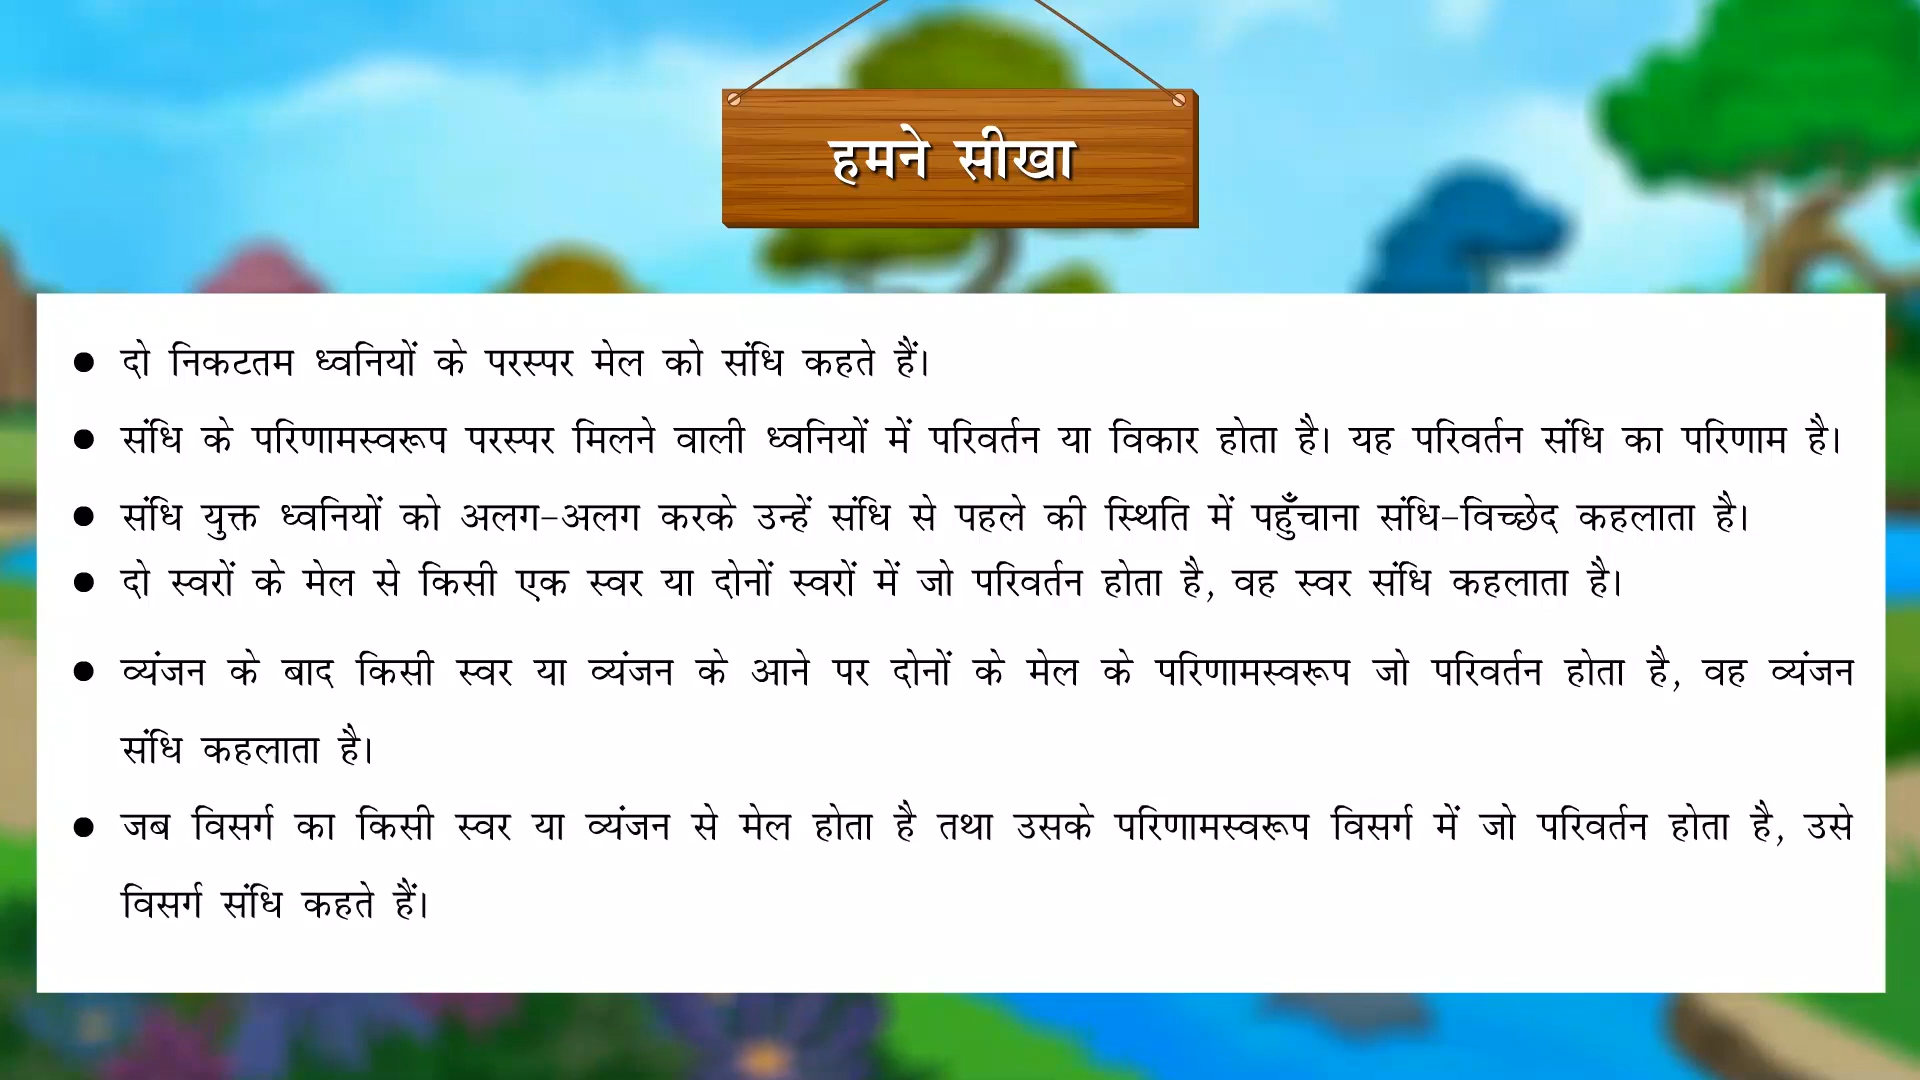 हमने सीखा
● दो निकटतम ध्वनियों के परस्पर मेल को संधि कहते हैं।
● संधि के परिणामस्वरूप परस्पर मिलने वाली ध्वनियों में परिवर्तन या विकार होता है। यह परिवर्तन संधि का परिणाम है।
● संधि युक्त ध्वनियों को अलग-अलग करके उन्हें संधि से पहले की स्थिति में पहुँचाना संधि-विच्छेद कहलाता है।
● दो स्वरों के मेल से किसी एक स्वर या दोनों स्वरों में जो परिवर्तन होता है, वह स्वर संधि कहलाता है।
● व्यंजन के बाद किसी स्वर या व्यंजन के आने पर दोनों के मेल के परिणामस्वरूप जो परिवर्तन होता है, वह व्यंजन
संधि कहलाता है।
● जब विसर्ग का किसी स्वर या व्यंजन से मेल होता है तथा उसके परिणामस्वरूप विसर्ग में जो परिवर्तन होता है, उसे
विसर्ग संधि कहते हैं।